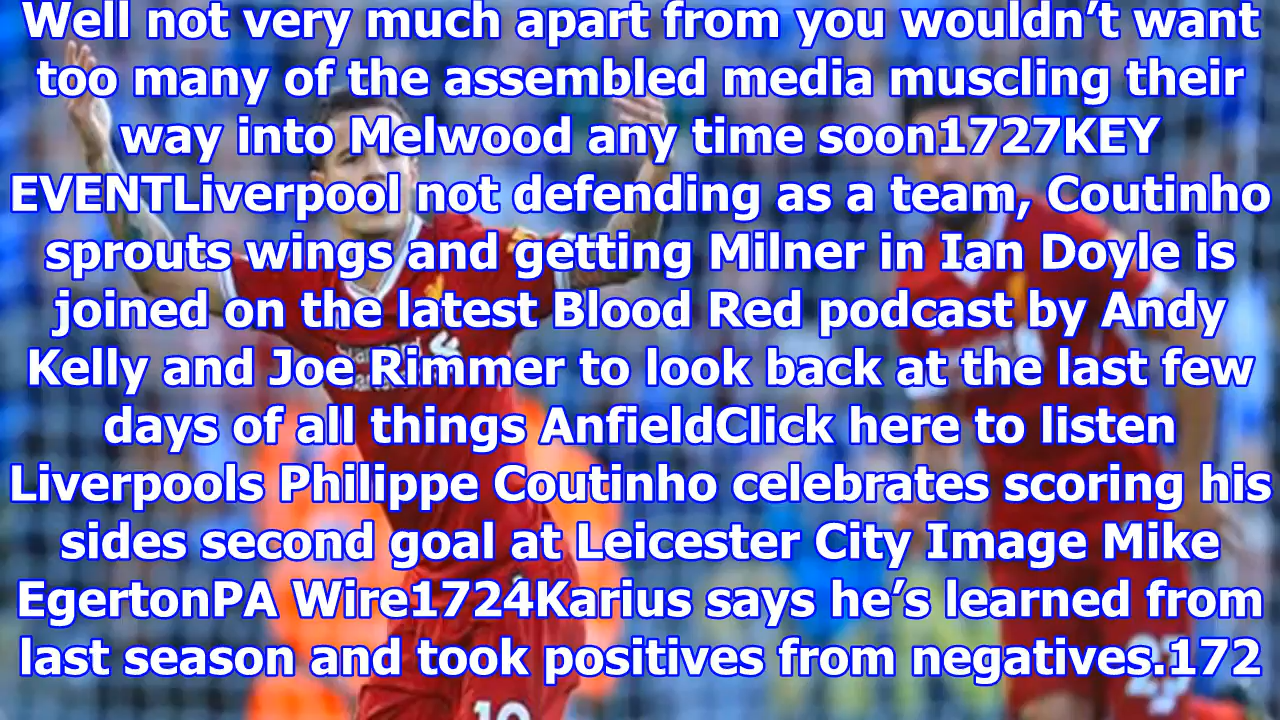 Well not very much apart from you wouldn’t want
too many of the assembled media muscling their
way into Melwood any time soon1727KEY
EVENTLiverpool not defending as a team, Coutinho
sprouts wings and getting Milner in Ian Doyle is
joined on the latest Blood Red podcast by Andy
Kelly and Joe Rimmer to look back at the last few
days of all things AnfieldClick here to listen
Liverpools Philippe Coutinho celebrates scoring his
sides second goal at Leicester City Image Mike
EgertonPA Wire1724Karius says he’s learned from
last season and took positives from negatives.172
10